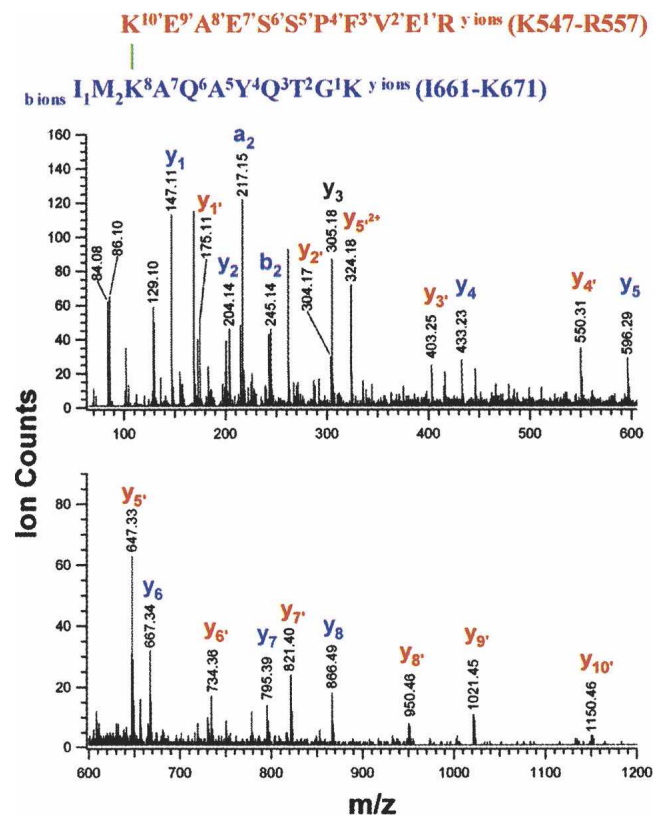 K¹⁰'E⁹'A⁸'E⁷'S⁶'S⁵'P⁴'F³'V²'E¹'R y ions (K547-R557)
b ions I₁M₂K⁸A⁷Q⁶A⁵Y⁴Q³T²G¹K y ions (I661-K671)
Ion Counts
160
140
120
100
80
60
40
20
0
84.08
86.10
129.10
y₁
147.11
y₁'
175.11
y₂
204.14
a₂
217.15
b₂
245.14
y₂'
304.17
y₃
305.18
y₅'²⁺
324.18
y₃'
403.25
y₄
433.23
y₄'
550.31
y₅
596.29
100 200 300 400 500 600
80
60
40
20
0
y₅'
647.33
y₆
667.34
y₆'
734.36
y₇
795.39
y₇'
821.40
y₈
866.49
y₈'
950.46
y₉'
1021.45
y₁₀'
1150.46
600 700 800 900 1000 1100 1200
m/z